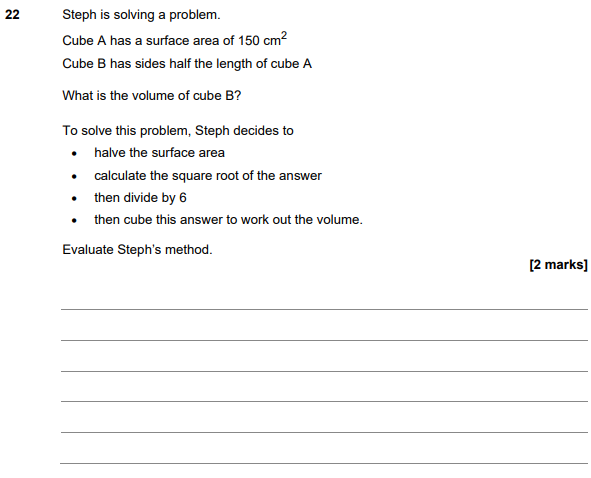 22 Steph is solving a problem.
Cube A has a surface area of 150 cm²
Cube B has sides half the length of cube A
What is the volume of cube B?
To solve this problem, Steph decides to
• halve the surface area
• calculate the square root of the answer
• then divide by 6
• then cube this answer to work out the volume.
Evaluate Steph's method.
[2 marks]